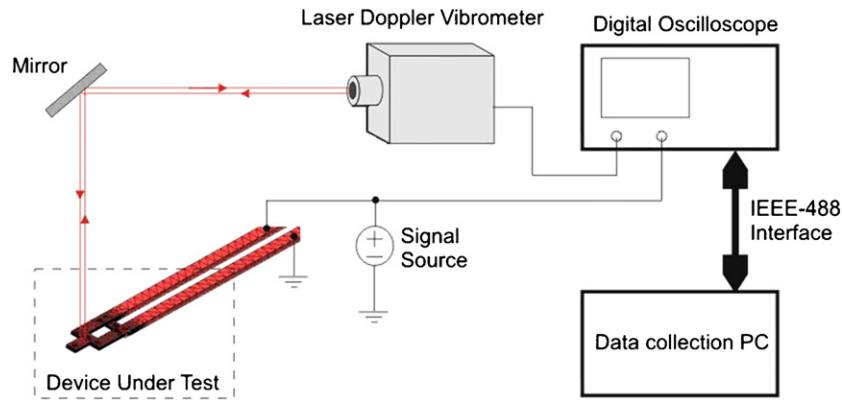 Laser Doppler Vibrometer
Digital Oscilloscope
Mirror
IEEE-488
Interface
Signal
Source
Data collection PC
Device Under Test